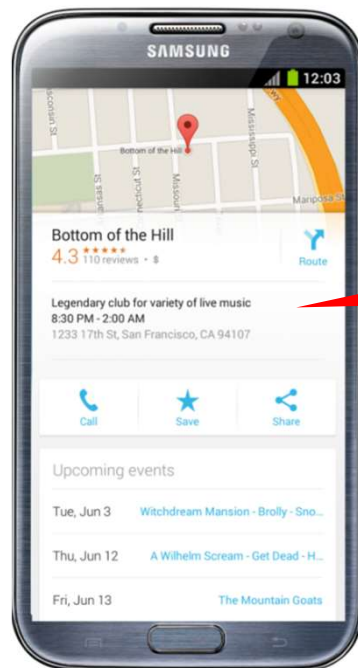 SAMSUNG
12:03
Mississippi St
Bottom of the Hill
Missouri
Mariposa St
Bottom of the Hill
4.3 110 reviews · $
Route
Legendary club for variety of live music
8:30 PM - 2:00 AM
1233 17th St, San Francisco, CA 94107
Call
Save
Share
Upcoming events
Tue, Jun 3 Witchdream Mansion - Brolly - Sno...
Thu, Jun 12 A Wilhelm Scream - Get Dead - H...
Fri, Jun 13 The Mountain Goats